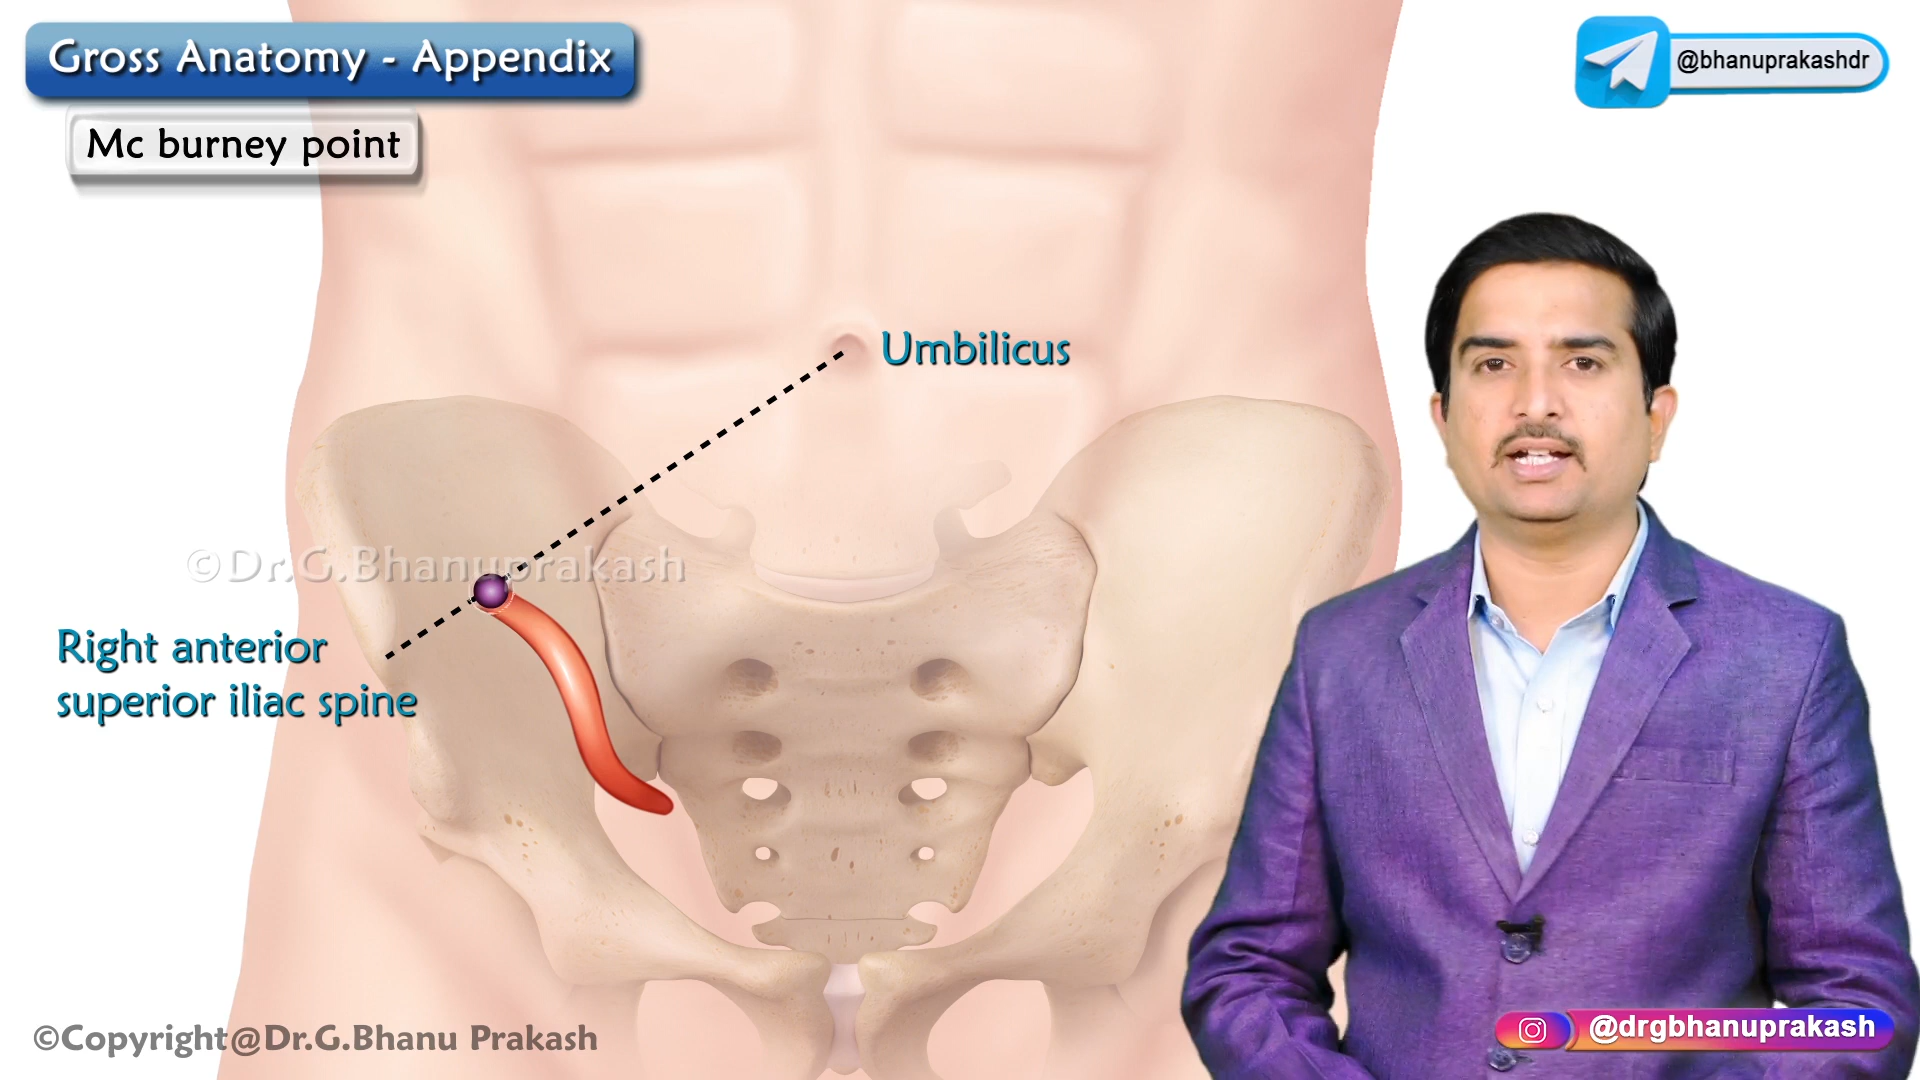 Gross Anatomy - Appendix
@bhanuprakashdr
Mc burney point
Umbilicus
©Dr.G.Bhanuprakash
Right anterior
superior iliac spine
©Copyright@Dr.G.Bhanu Prakash
@drgbhanuprakash